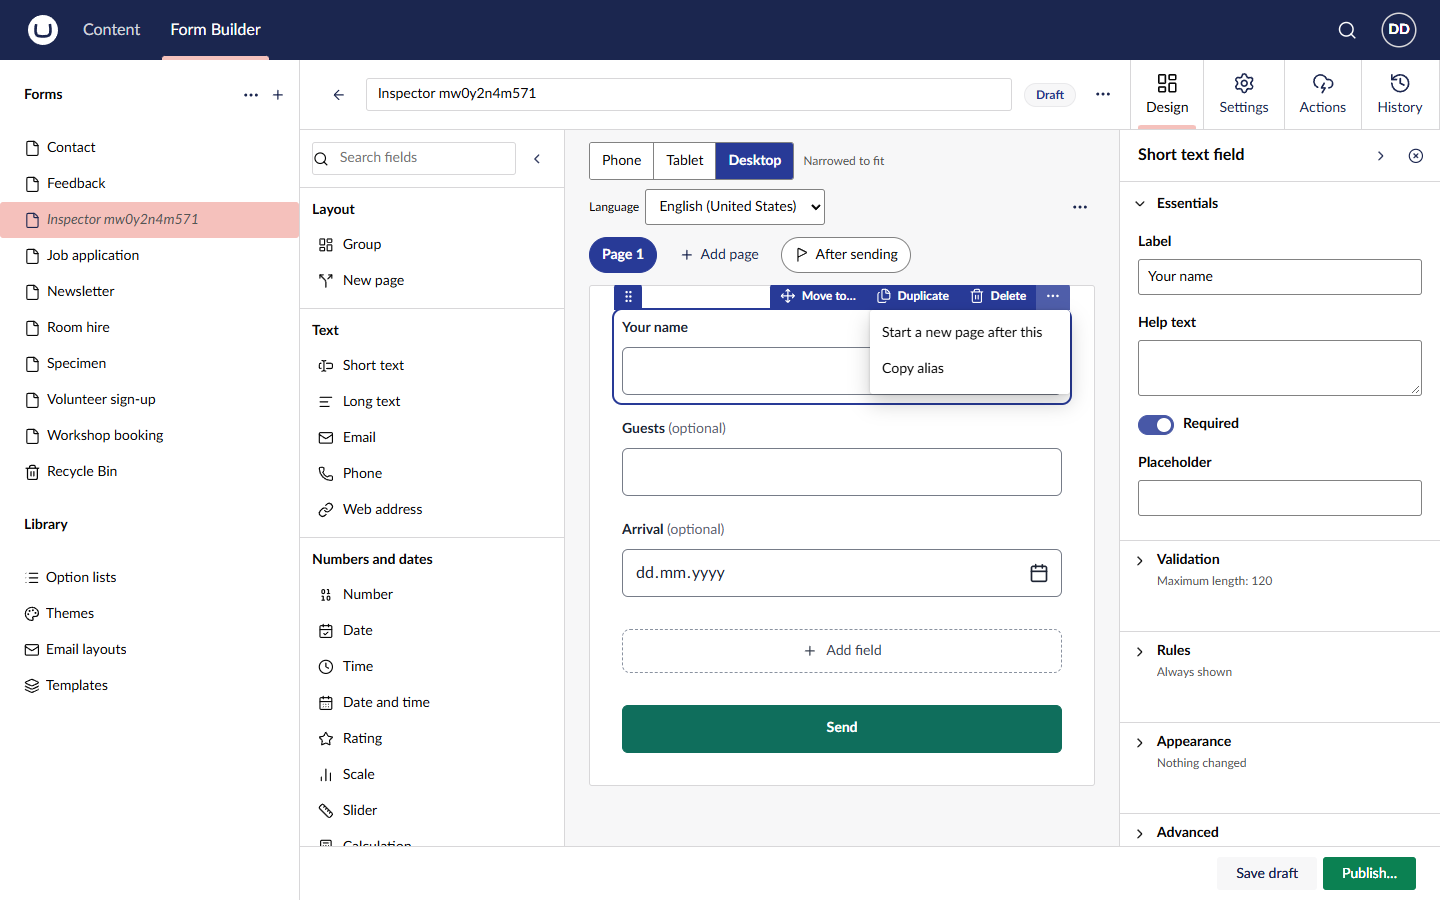 Content
Form Builder
DD
Forms
Contact
Feedback
Inspector mw0y2n4m571
Job application
Newsletter
Room hire
Specimen
Volunteer sign-up
Workshop booking
Recycle Bin
Library
Option lists
Themes
Email layouts
Templates
Inspector mw0y2n4m571
Draft
Design
Settings
Actions
History
Search fields
Layout
Group
New page
Text
Short text
Long text
Email
Phone
Web address
Numbers and dates
Number
Date
Time
Date and time
Rating
Scale
Slider
Calculation
Phone
Tablet
Desktop
Narrowed to fit
Language
English (United States)
Page 1
Add page
After sending
Move to...
Duplicate
Delete
Start a new page after this
Copy alias
Your name
Guests (optional)
Arrival (optional)
dd.mm.yyyy
Add field
Send
Short text field
Essentials
Label
Your name
Help text
Required
Placeholder
Validation
Maximum length: 120
Rules
Always shown
Appearance
Nothing changed
Advanced
Save draft
Publish...